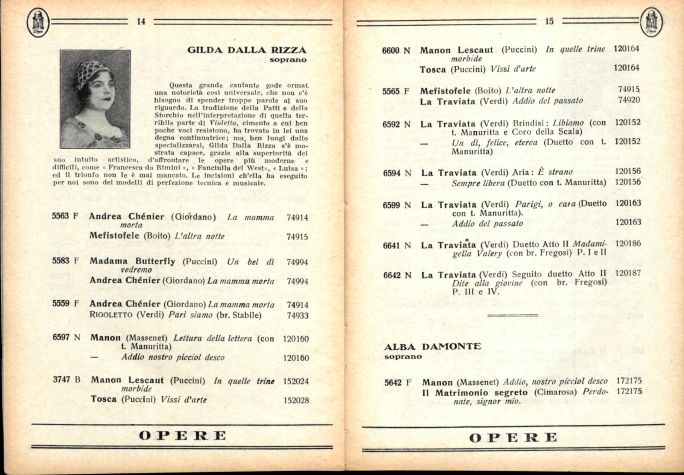 14
GILDA DALLA RIZZA
soprano
Questa grande cantante gode ormai
una notorietà così universale, che non c'è
bisogno di spender troppe parole al suo
riguardo. La tradizione della Patti e della
Storchio nell'interpretazione di quella ter-
ribile parte di Violetta, cimento a cui ben
poche voci resistono, ha trovato in lei una
degna continuatrice; ma, ben lungi dallo
specializzarsi, Gilda Dalla Rizza s'è mo-
strata capace, grazie alla superiorità del
suo intuito artistico, d'affrontare le opere più moderne e
difficili, come « Francesca da Rimini », « Fanciulla del West », « Luisa »;
ed il trionfo non le è mai mancato. Le incisioni ch'ella ha eseguito
per noi sono dei modelli di perfezione tecnica e musicale.
5563 F Andrea Chénier (Giordano) La mamma morta 74914
Mefistofele (Boito) L'altra notte 74915
5583 F Madama Butterfly (Puccini) Un bel dì vedremo 74994
Andrea Chénier (Giordano) La mamma morta 74994
5559 F Andrea Chénier (Giordano) La mamma morta 74914
RIGOLETTO (Verdi) Pari siamo (br. Stabile) 74933
6597 N Manon (Massenet) Lettura della lettera (con t. Manuritta) 120160
— Addio nostro picciol desco 120160
3747 B Manon Lescaut (Puccini) In quelle trine morbide 152024
Tosca (Puccini) Vissi d'arte 152028
OPERE
15
6600 N Manon Lescaut (Puccini) In quelle trine morbide 120164
Tosca (Puccini) Vissi d'arte 120164
5565 F Mefistofele (Boito) L'altra notte 74915
La Traviata (Verdi) Addio del passato 74920
6592 N La Traviata (Verdi) Brindisi: Libiamo (con t. Manuritta e Coro della Scala) 120152
— Un dì, felice, eterea (Duetto con t. Manuritta) 120152
6594 N La Traviata (Verdi) Aria: È strano 120156
— Sempre libera (Duetto con t. Manuritta) 120156
6599 N La Traviata (Verdi) Parigi, o cara (Duetto con t. Manuritta). 120163
— Addio del passato 120163
6641 N La Traviata (Verdi) Duetto Atto II Madami-
gella Valery (con br. Fregosi) P. I e II 120186
6642 N La Traviata (Verdi) Seguito duetto Atto II 120187
Dite alla giovine (con br. Fregosi)
P. III e IV.
ALBA DAMONTE
soprano
5642 F Manon (Massenet) Addio, nostro picciol desco 172175
Il Matrimonio segreto (Cimarosa) Perdo- 172175
nate, signor mio.
OPERE